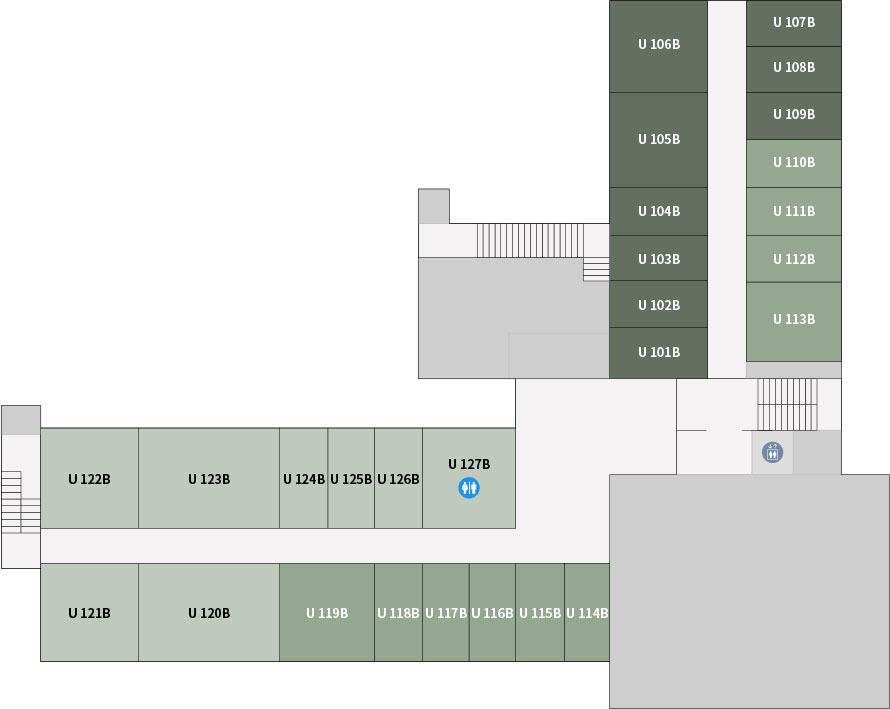 U 107B
U 106B
U 108B
U 109B
U 105B
U 110B
U 104B
U 111B
U 103B
U 112B
U 102B
U 113B
U 101B
U 127B
U 122B
U 123B
U 124B
U 125B
U 126B
U 121B
U 120B
U 119B
U 118B
U 117B
U 116B
U 115B
U 114B